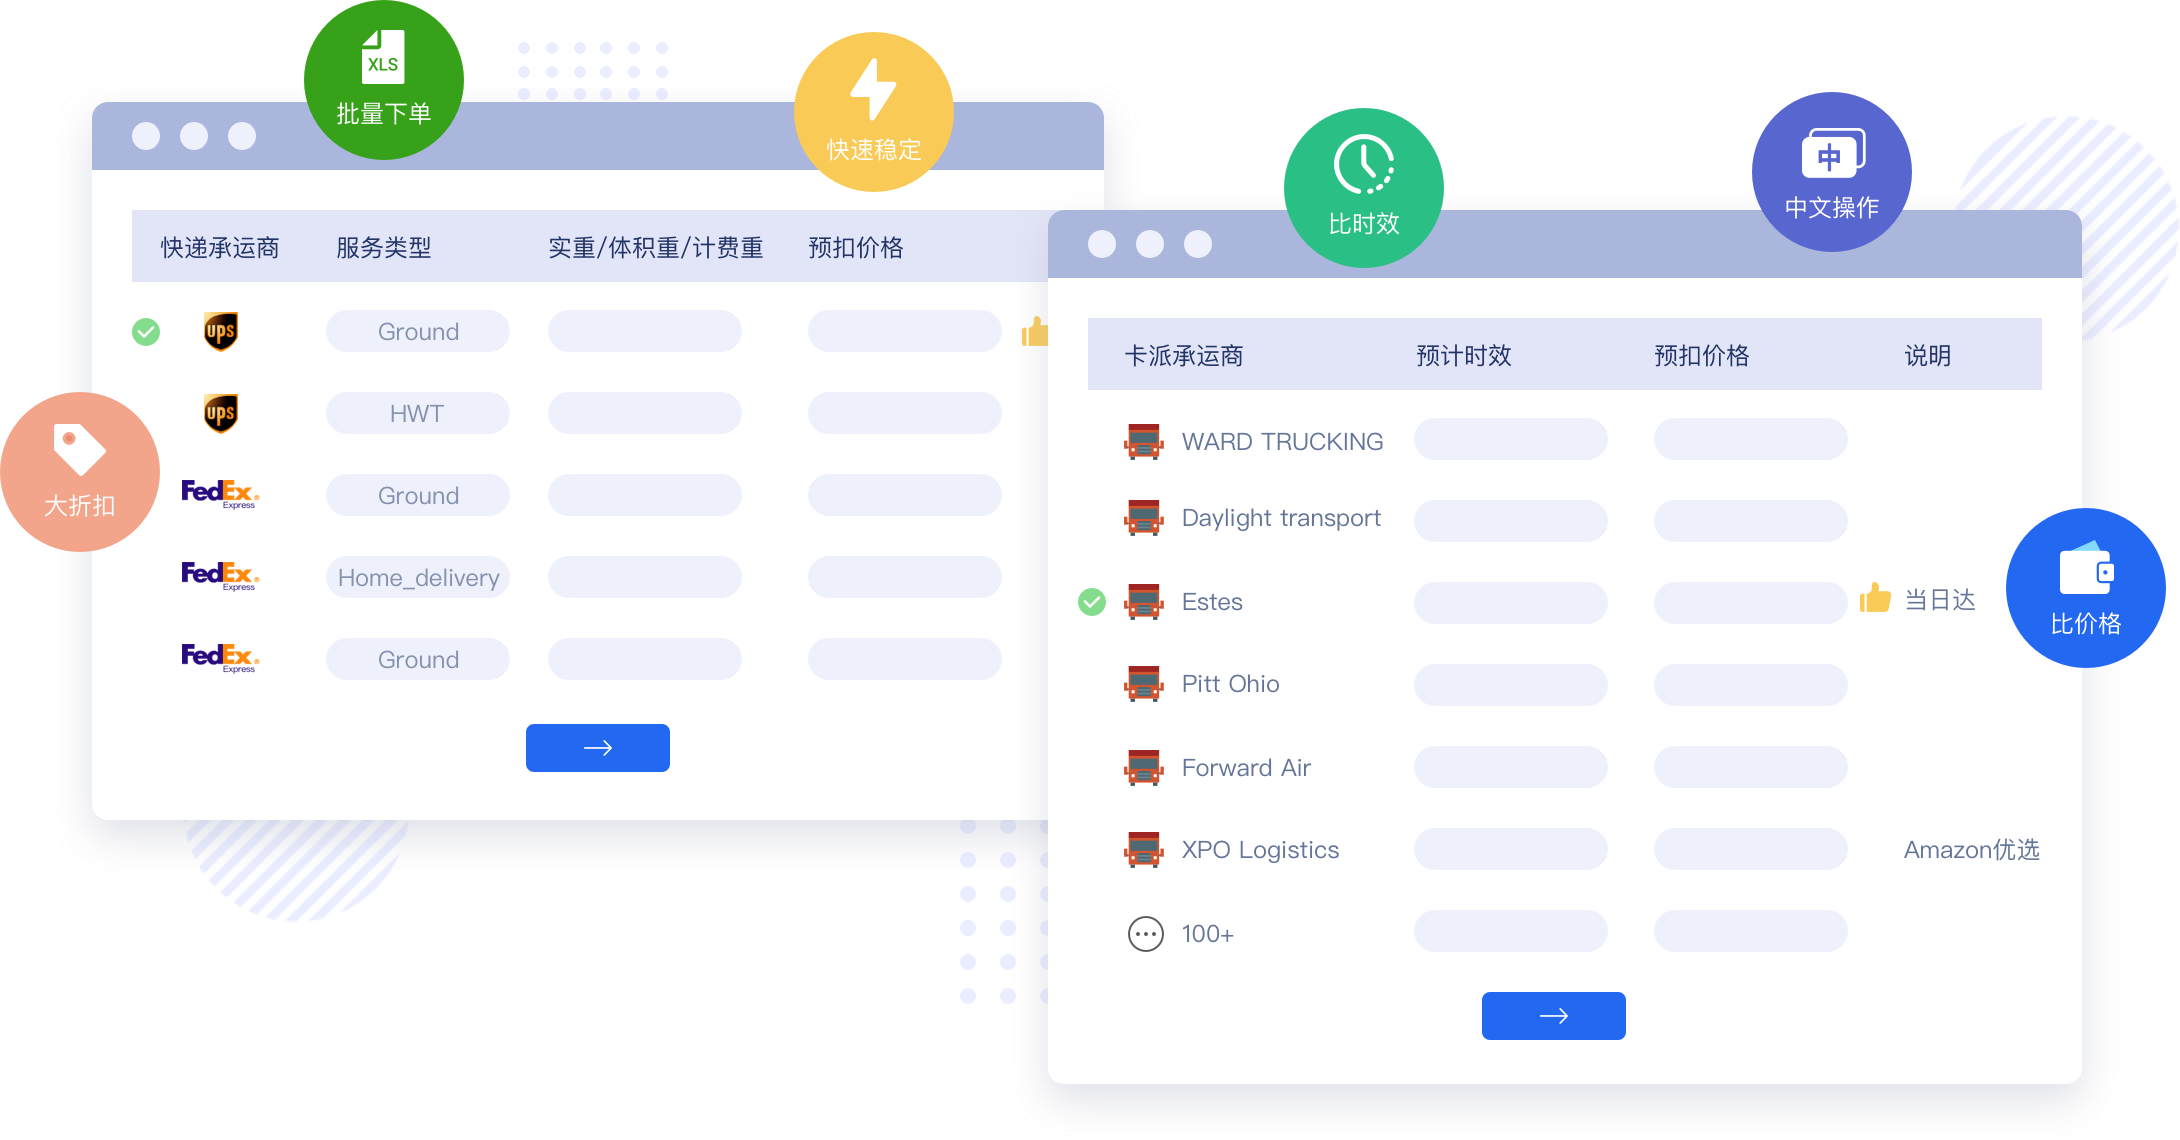 XLS
批量下单
快速稳定
快递承运商 服务类型 实重/体积重/计费重 预扣价格
ups Ground
ups HWT
FedEx® Express Ground
FedEx® Express Home_delivery
FedEx® Express Ground
大折扣
比时效
中
中文操作
卡派承运商 预计时效 预扣价格 说明
WARD TRUCKING
Daylight transport
Estes 当日达
Pitt Ohio
Forward Air
XPO Logistics Amazon优选
100+
比价格